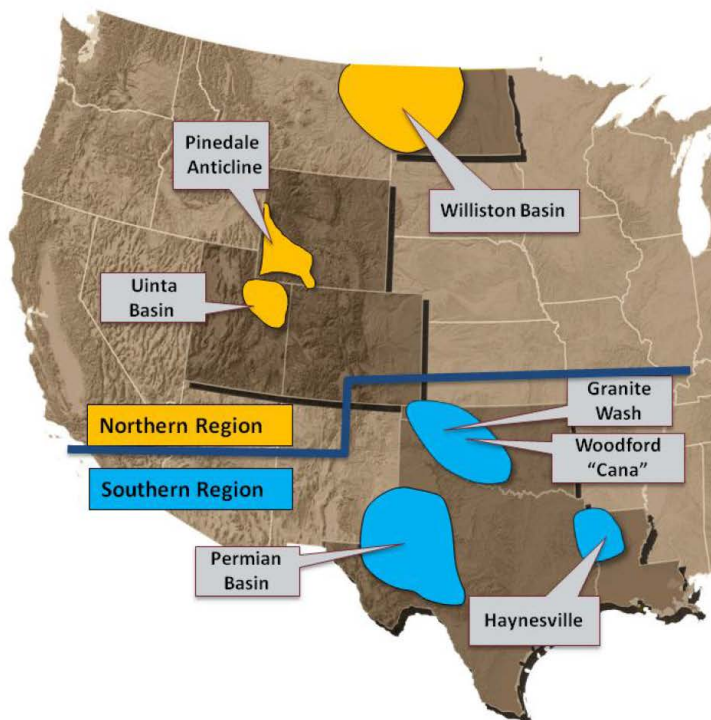 Pinedale
Anticline
Williston Basin
Uinta
Basin
Granite
Wash
Northern Region
Woodford
“Cana”
Southern Region
Permian
Basin
Haynesville